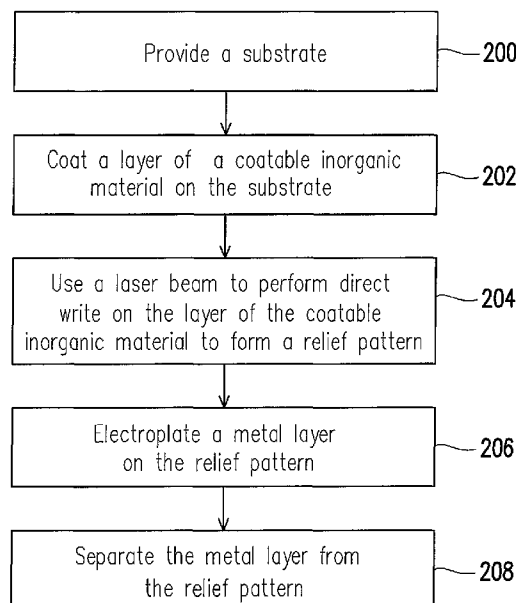 Provide a substrate
200
Coat a layer of a coatable inorganic
material on the substrate
202
Use a laser beam to perform direct
write on the layer of the coatable
inorganic material to form a relief pattern
204
Electroplate a metal layer
on the relief pattern
206
Separate the metal layer from
the relief pattern
208